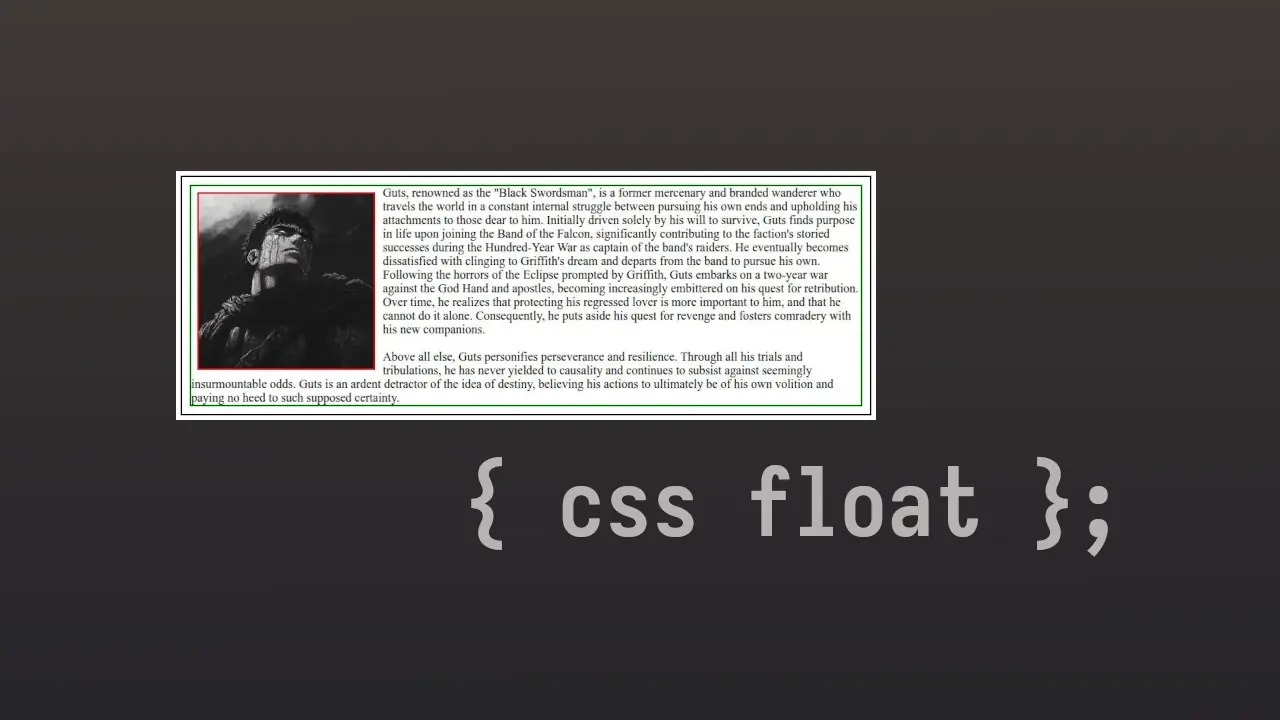 Guts, renowned as the "Black Swordsman", is a former mercenary and branded wanderer who
travels the world in a constant internal struggle between pursuing his own ends and upholding his
attachments to those dear to him. Initially driven solely by his will to survive, Guts finds purpose
in life upon joining the Band of the Falcon, significantly contributing to the faction's storied
successes during the Hundred-Year War as captain of the band's raiders. He eventually becomes
dissatisfied with clinging to Griffith's dream and departs from the band to pursue his own.
Following the horrors of the Eclipse prompted by Griffith, Guts embarks on a two-year war
against the God Hand and apostles, becoming increasingly embittered on his quest for retribution.
Over time, he realizes that protecting his regressed lover is more important to him, and that he
cannot do it alone. Consequently, he puts aside his quest for revenge and fosters comradery with
his new companions.
Above all else, Guts personifies perseverance and resilience. Through all his trials and
tribulations, he has never yielded to causality and continues to subsist against seemingly
insurmountable odds. Guts is an ardent detractor of the idea of destiny, believing his actions to ultimately be of his own volition and
paying no heed to such supposed certainty.
{ css float };